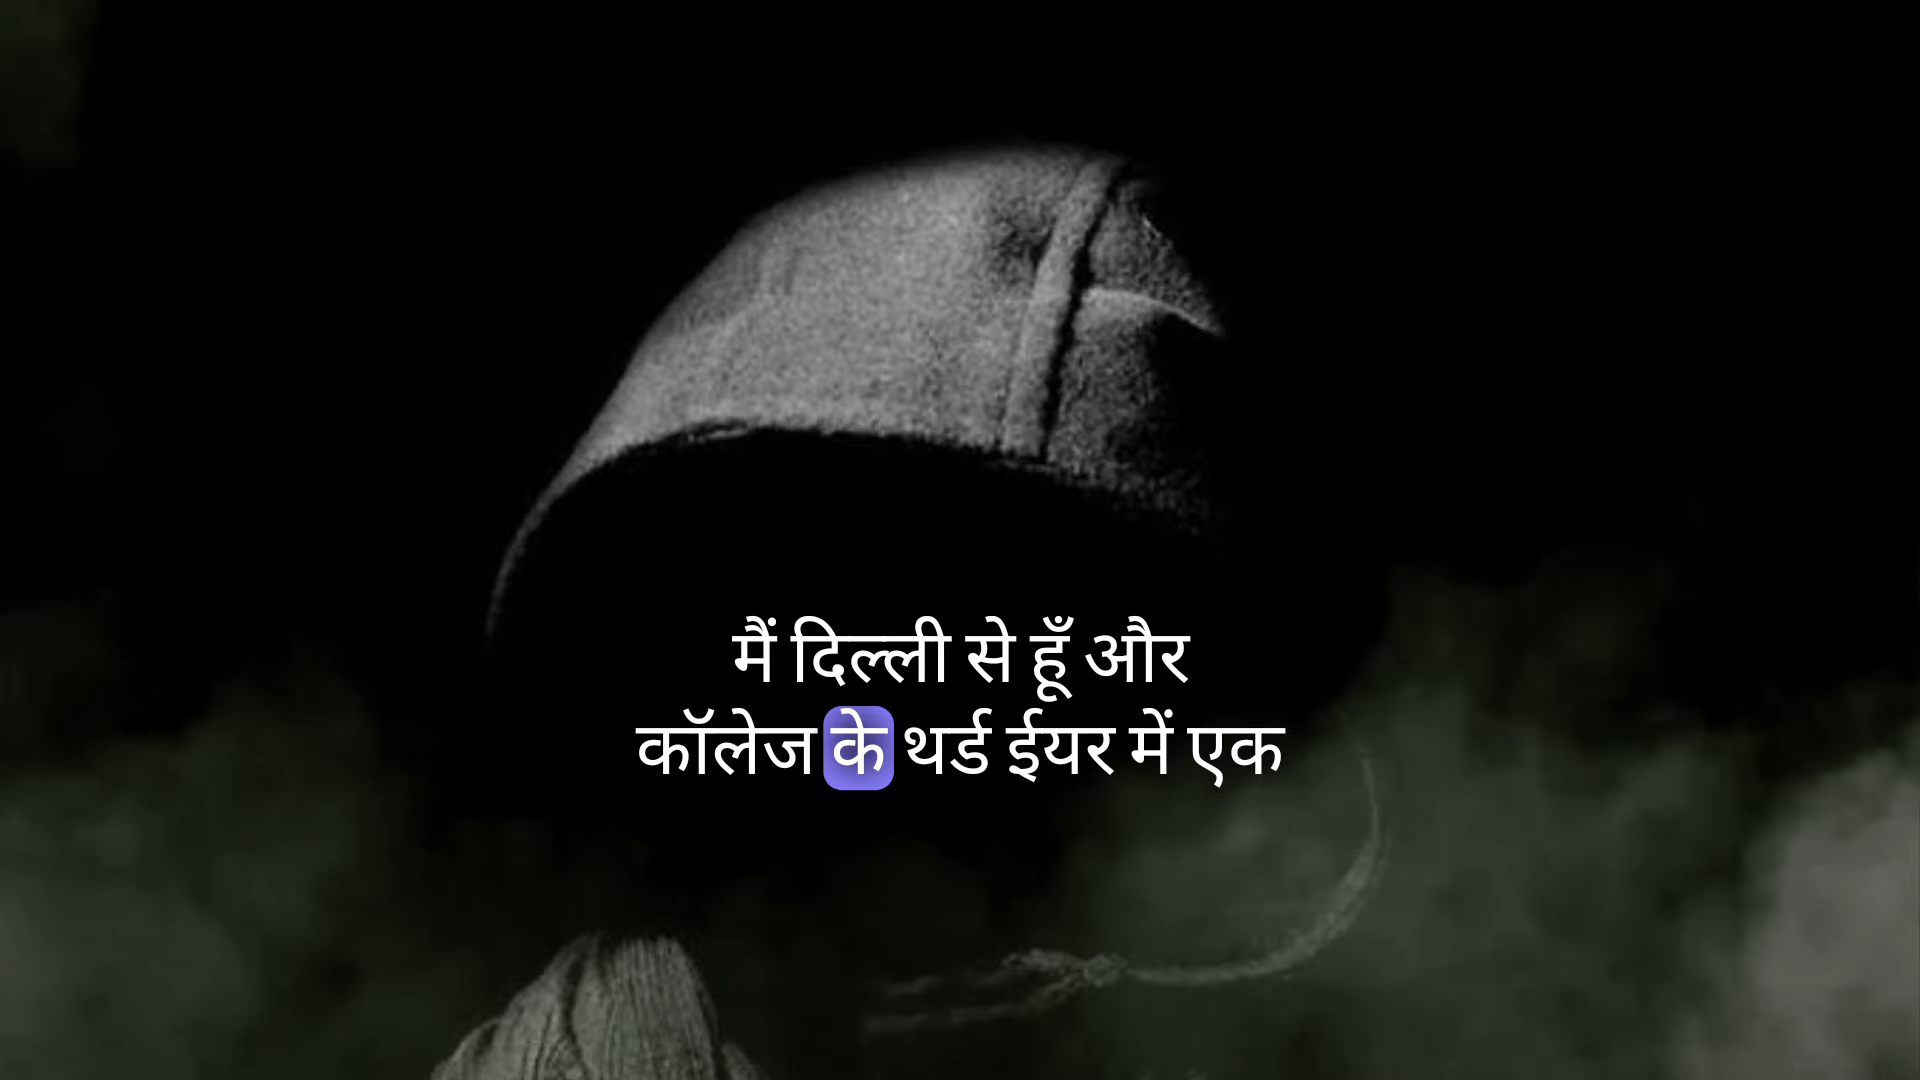 मैं दिल्ली से हूँ और
कॉलेज के थर्ड ईयर में एक